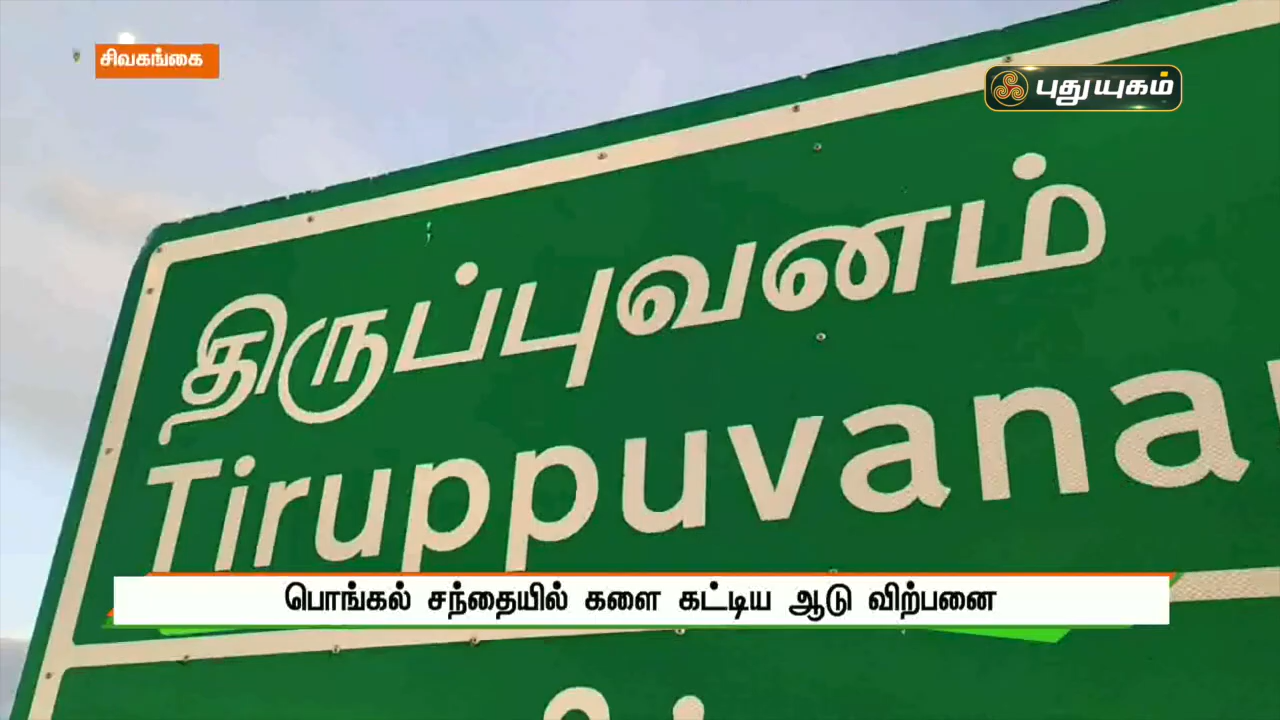 சிவகங்கை
புதுயுகம்
திருப்புவனம்
Tiruppuvana
பொங்கல் சந்தையில் களை கட்டிய ஆடு விற்பனை